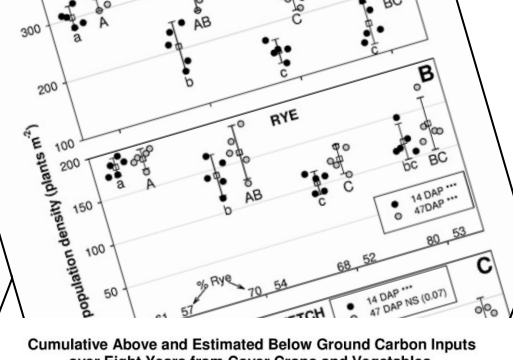 300
a
A
AB
b
C
c
BC
c
200
100
B
RYE
200
150
100
50
population density (plants m⁻²)
a
A
b
AB
c
C
bc
BC
14 DAP ***
47DAP ***
% Rye
57
70
54
68
52
80
53
C
14 DAP ***
47 DAP NS (0.07)
Cumulative Above and Estimated Below Ground Carbon Inputs
over Eight Years from Cover Crops and Vegetables